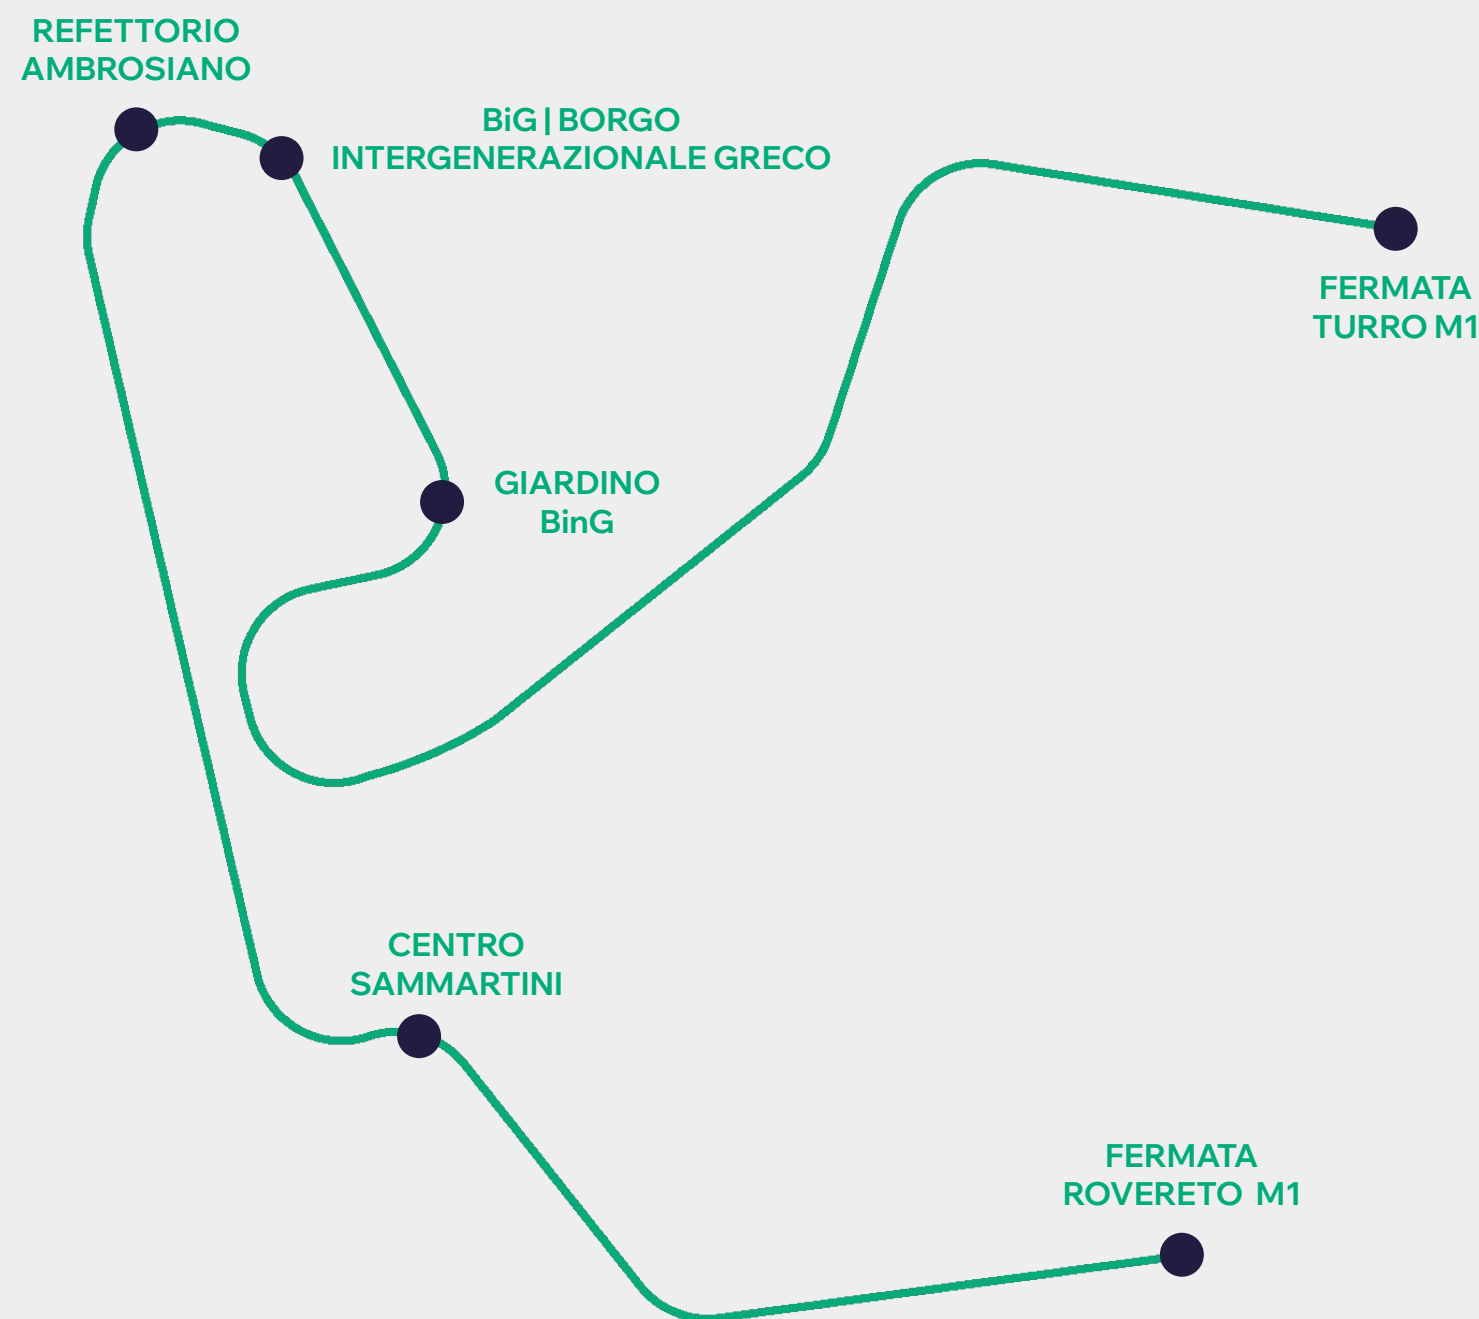 REFETTORIO
AMBROSIANO
BiG | BORGO
INTERGENERAZIONALE GRECO
FERMATA
TURRO M1
GIARDINO
BinG
CENTRO
SAMMARTINI
FERMATA
ROVERETO M1